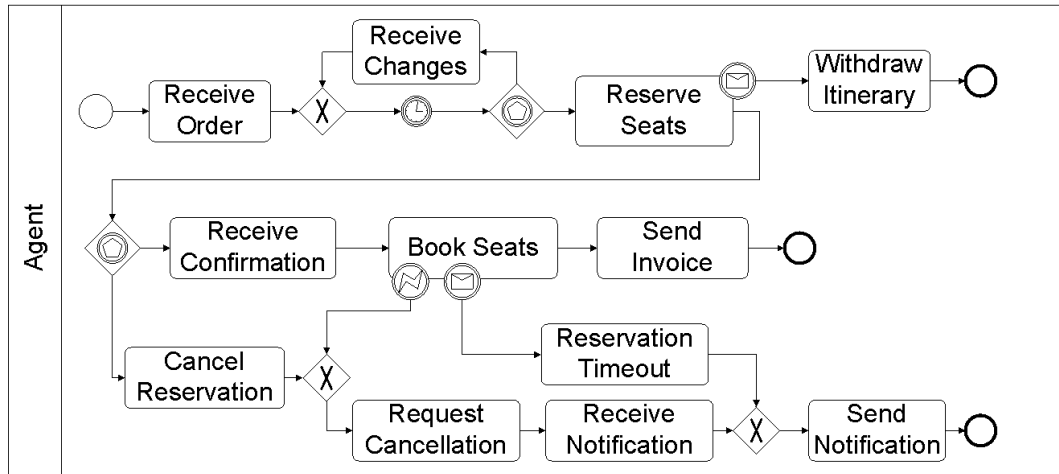 Agent
Receive
Changes
Receive
Order
X
Reserve
Seats
Withdraw
Itinerary
Receive
Confirmation
Book Seats
Send
Invoice
Cancel
Reservation
X
Reservation
Timeout
Request
Cancellation
Receive
Notification
X
Send
Notification